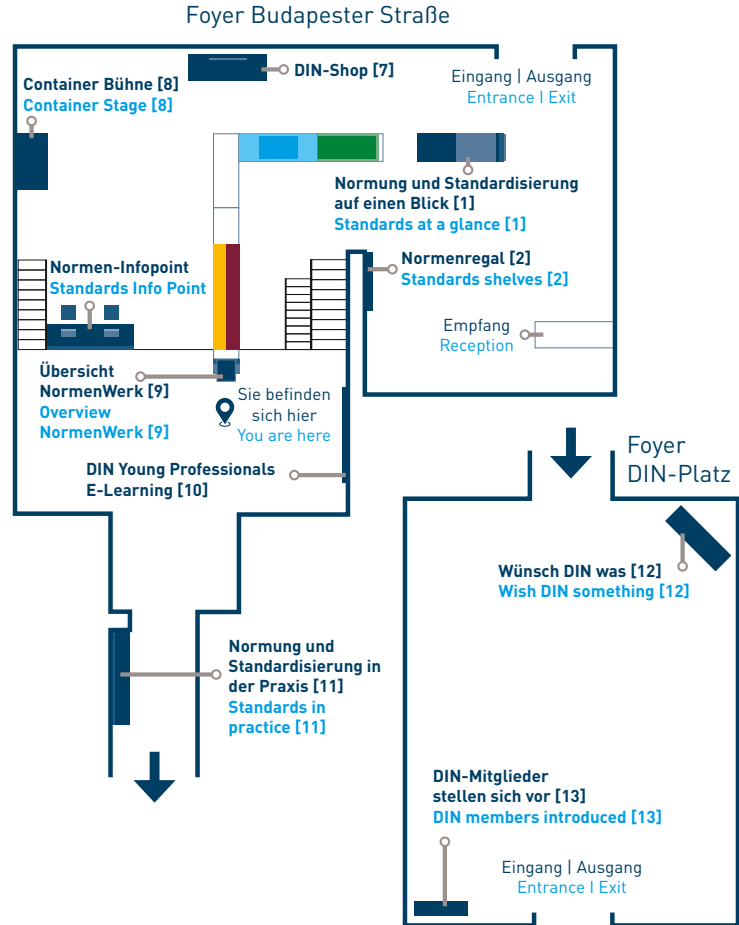 Foyer Budapester Straße
DIN-Shop [7]
Eingang | Ausgang
Entrance I Exit
Container Bühne [8]
Container Stage [8]
Normung und Standardisierung
auf einen Blick [1]
Standards at a glance [1]
Normen-Infopoint
Standards Info Point
Normenregal [2]
Standards shelves [2]
Empfang
Reception
Übersicht
NormenWerk [9]
Overview
NormenWerk [9]
Sie befinden
sich hier
You are here
DIN Young Professionals
E-Learning [10]
Foyer
DIN-Platz
Wünsch DIN was [12]
Wish DIN something [12]
Normung und
Standardisierung in
der Praxis [11]
Standards in
practice [11]
DIN-Mitglieder
stellen sich vor [13]
DIN members introduced [13]
Eingang | Ausgang
Entrance I Exit